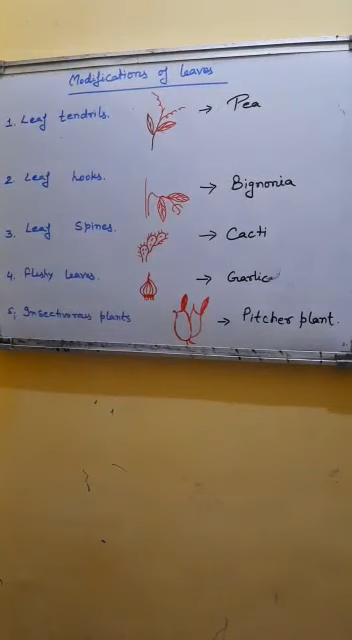 Modifications of leaves
1. Leaf tendrils. → Pea
2. Leaf hooks. → Bignonia
3. Leaf Spines. → Cacti
4. Fleshy leaves. → Garlic
5; Insectivorous plants → Pitcher plant.